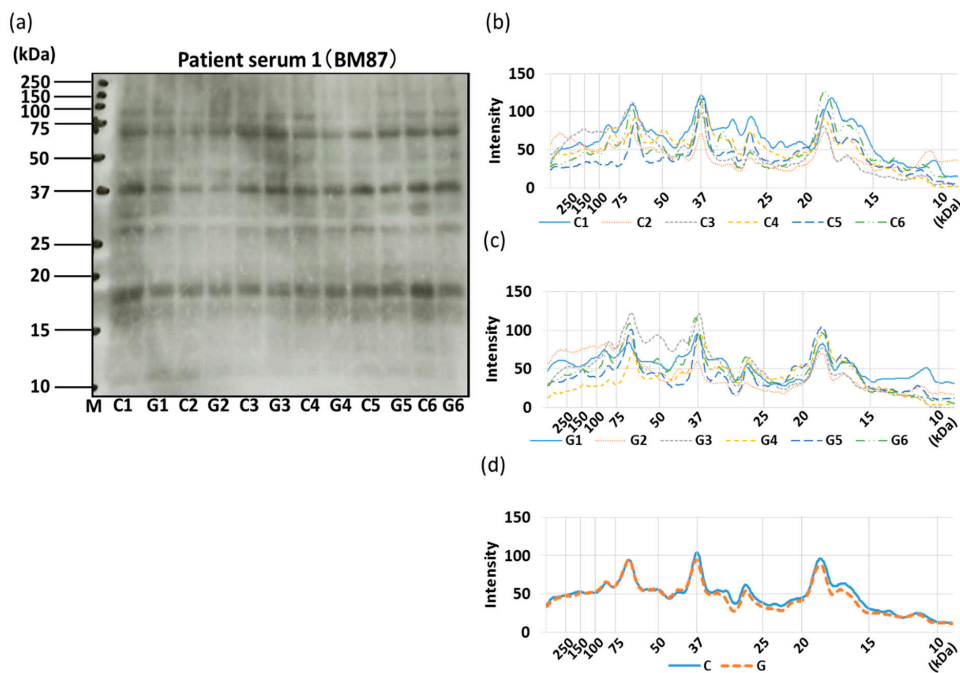 (a)
(kDa)
Patient serum 1(BM87)
250
150
100
75
50
37
25
20
15
10
M C1 G1 C2 G2 C3 G3 C4 G4 C5 G5 C6 G6
(b)
Intensity
150
100
50
0
250 150 100 75 50 37 25 20 15 10 (kDa)
C1 C2 C3 C4 C5 C6
(c)
Intensity
150
100
50
0
250 150 100 75 50 37 25 20 15 10 (kDa)
G1 G2 G3 G4 G5 G6
(d)
Intensity
150
100
50
0
250 150 100 75 50 37 25 20 15 10 (kDa)
C G